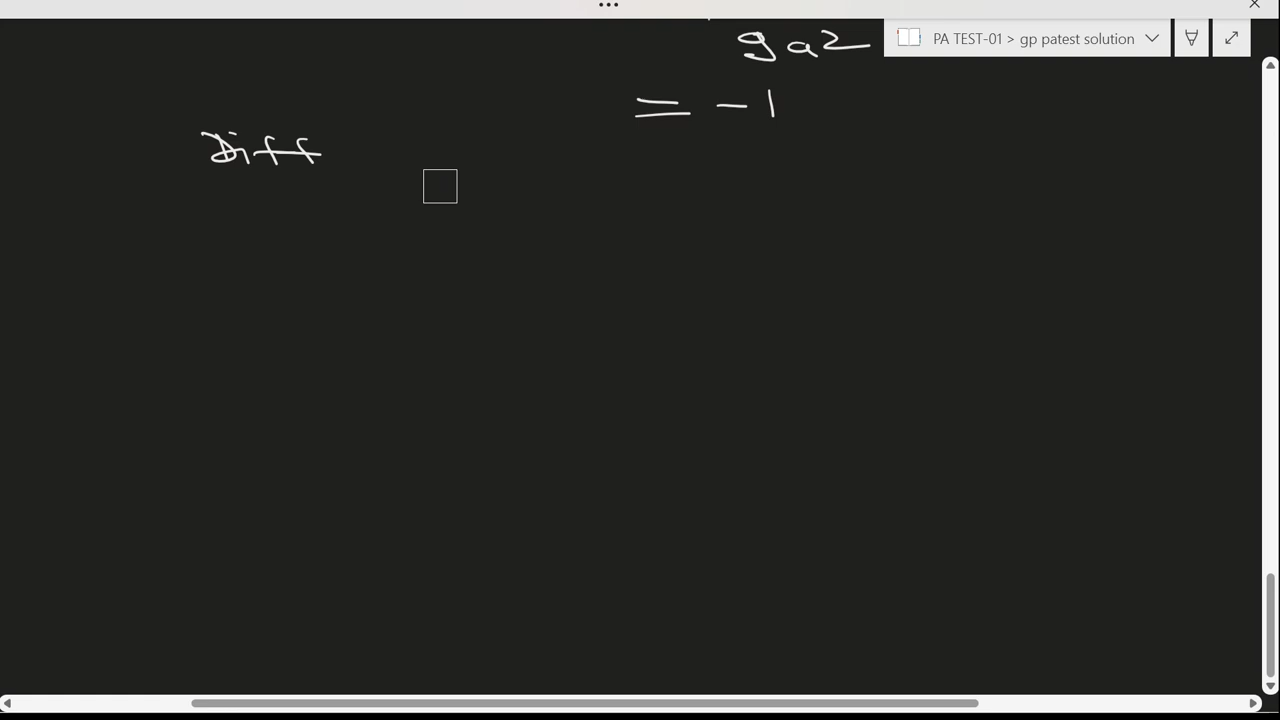 9a2
PA TEST-01 > gp patest solution
= -1
Diff